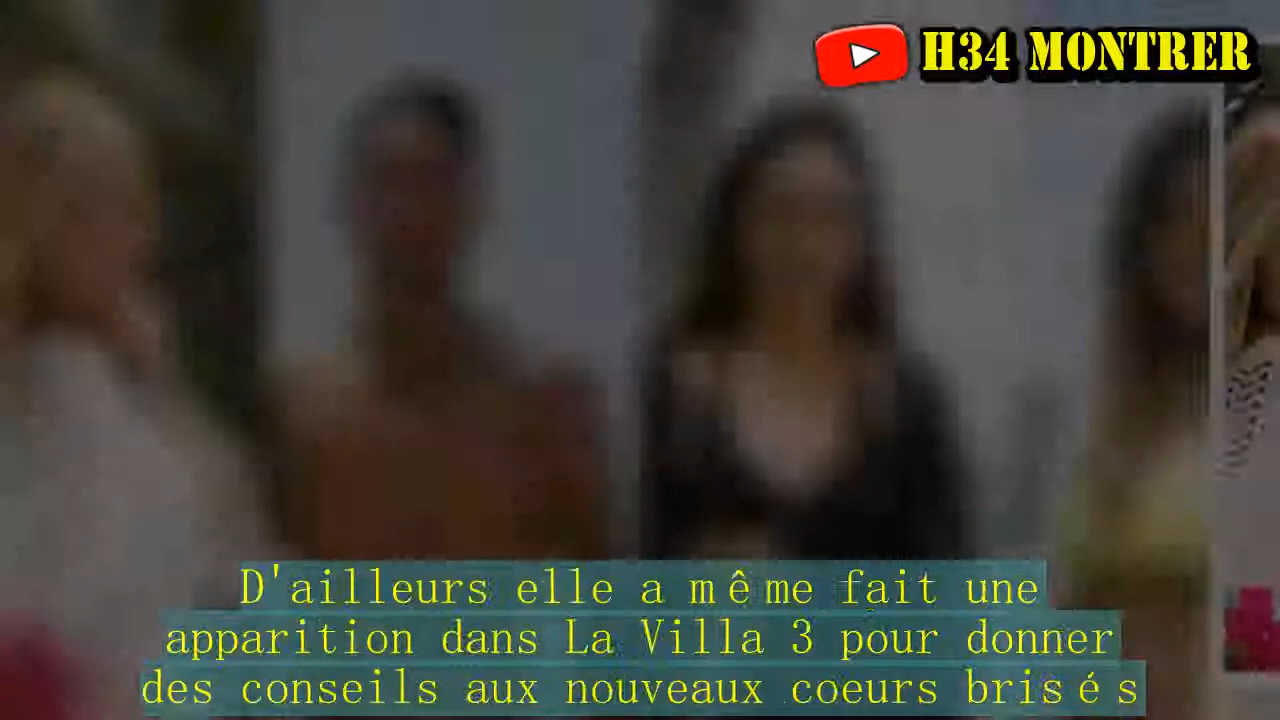 H34 MONTRER
D'ailleurs elle a même fait une
apparition dans La Villa 3 pour donner
des conseils aux nouveaux coeurs brisés